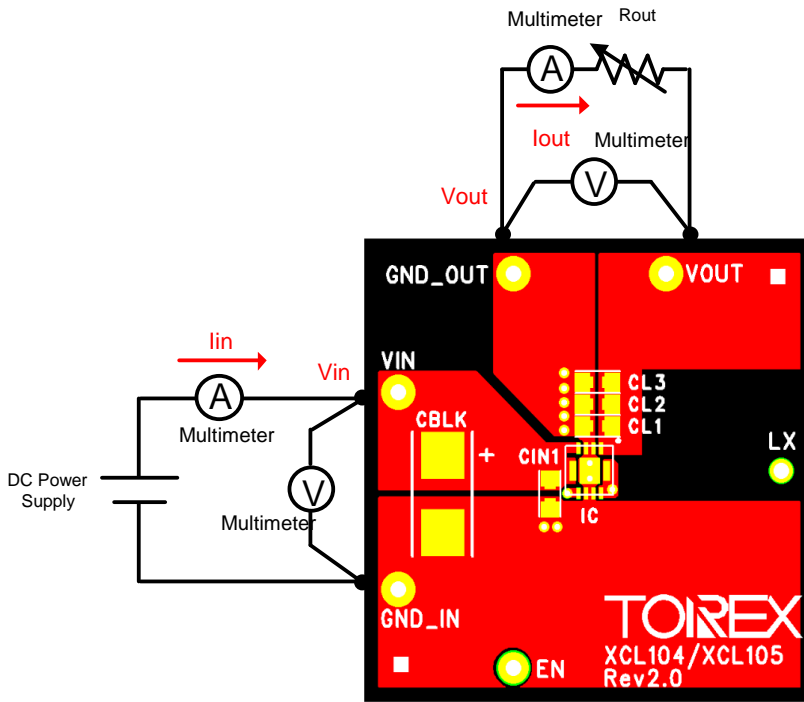 Multimeter
Rout
A
Iout
Multimeter
V
Vout
GND_OUT
VOUT
Iin
Vin
VIN
A
Multimeter
CL3
CL2
CL1
CBLK
+
CIN1
LX
DC Power
Supply
V
Multimeter
IC
GND_IN
TOREX
XCL104/XCL105
Rev2.0
EN